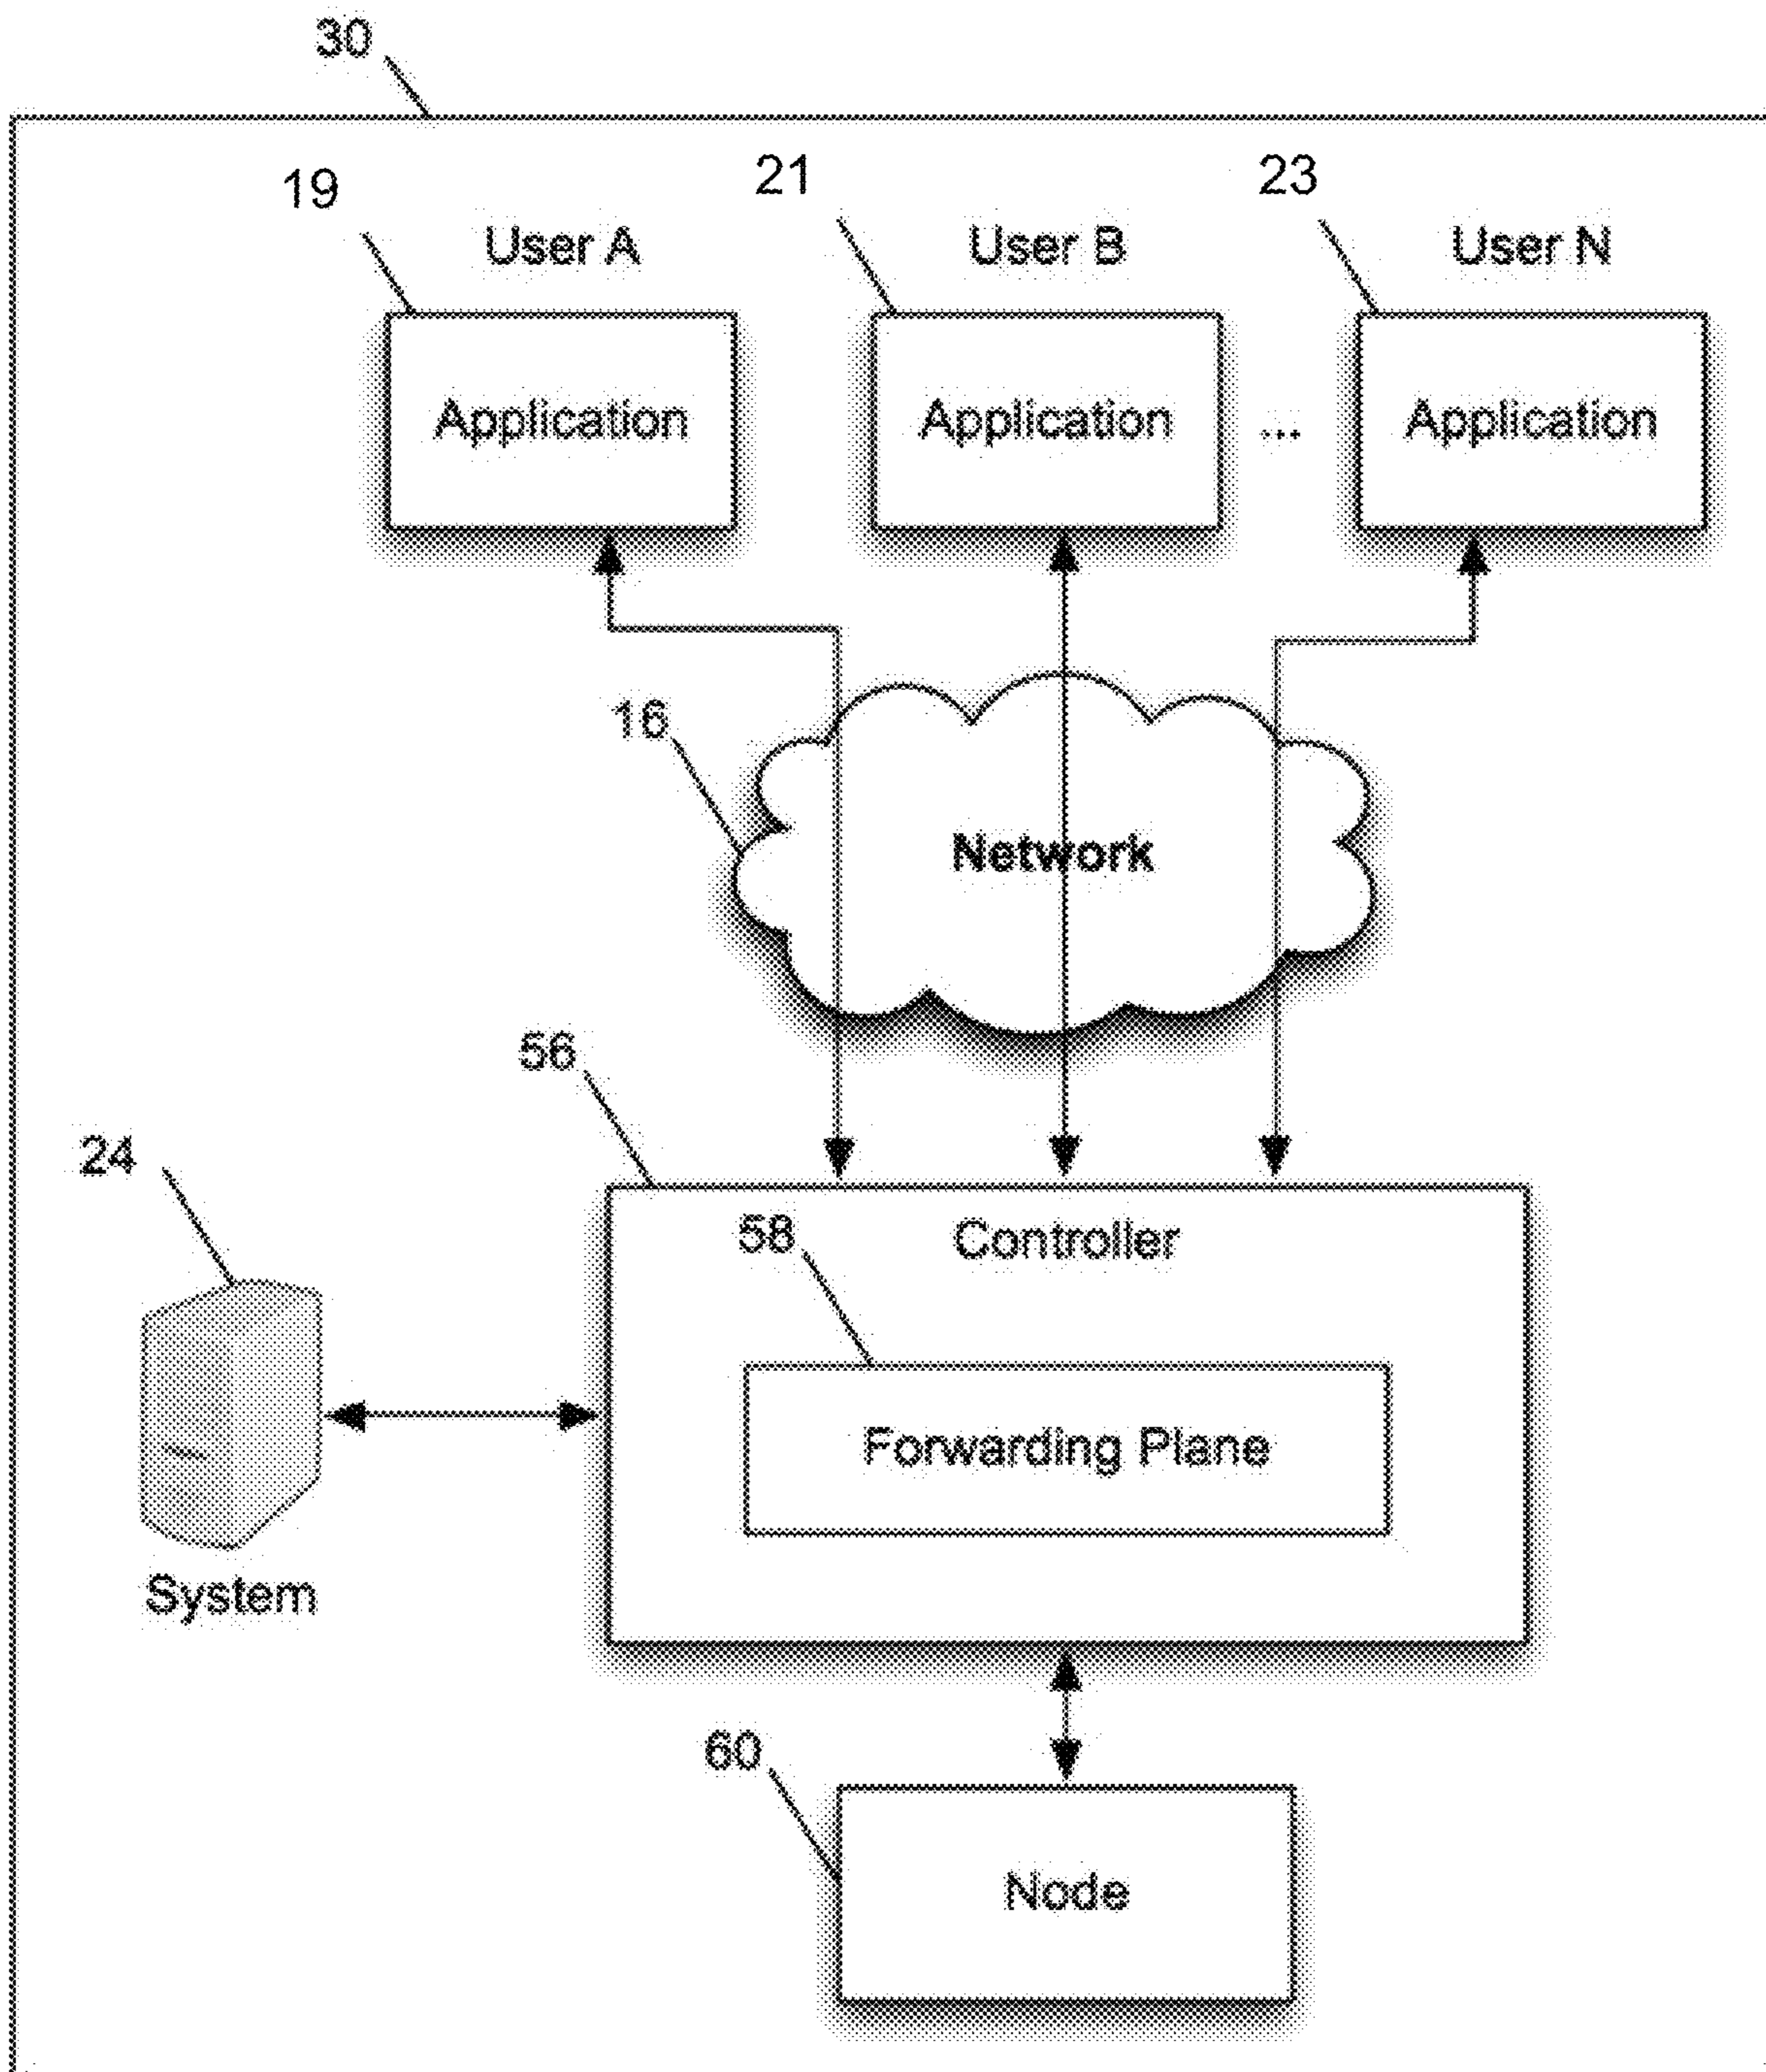 30
19
21
23
User A
User B
User N
Application
Application
...
Application
16
Network
56
24
58
Controller
Forwarding Plane
System
60
Node